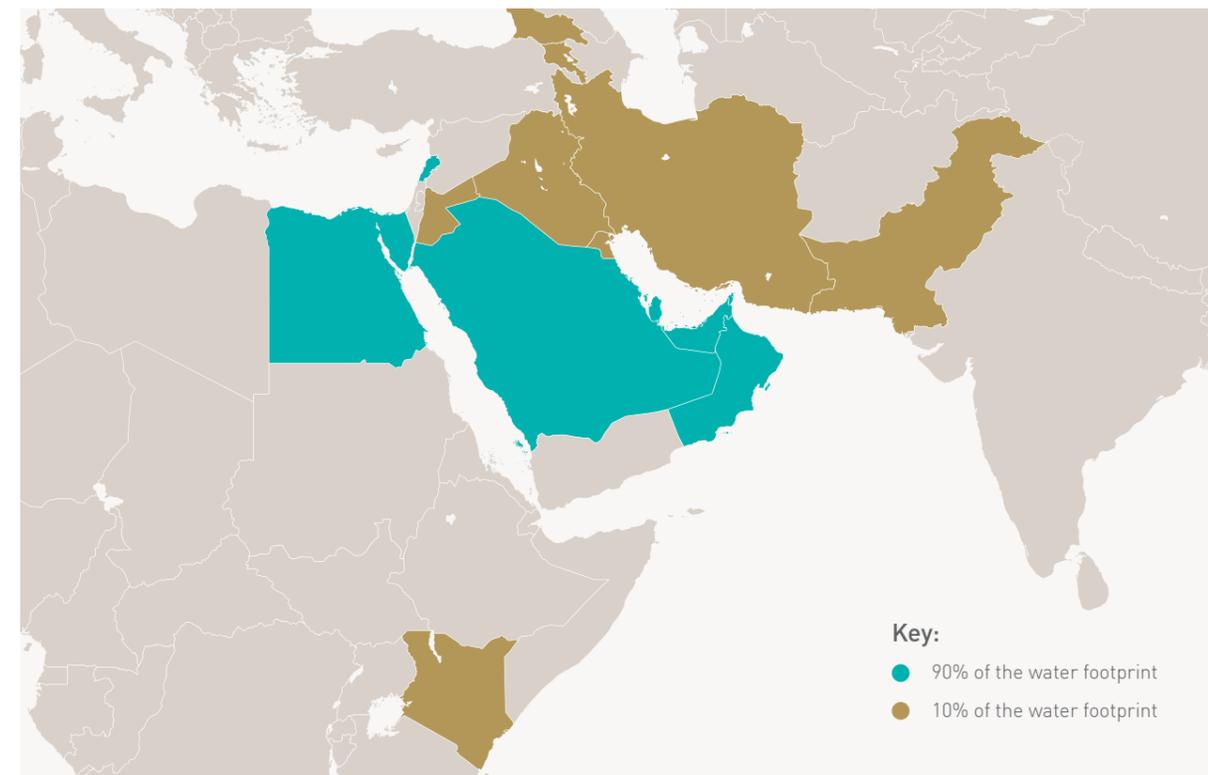 Key:
90% of the water footprint
10% of the water footprint